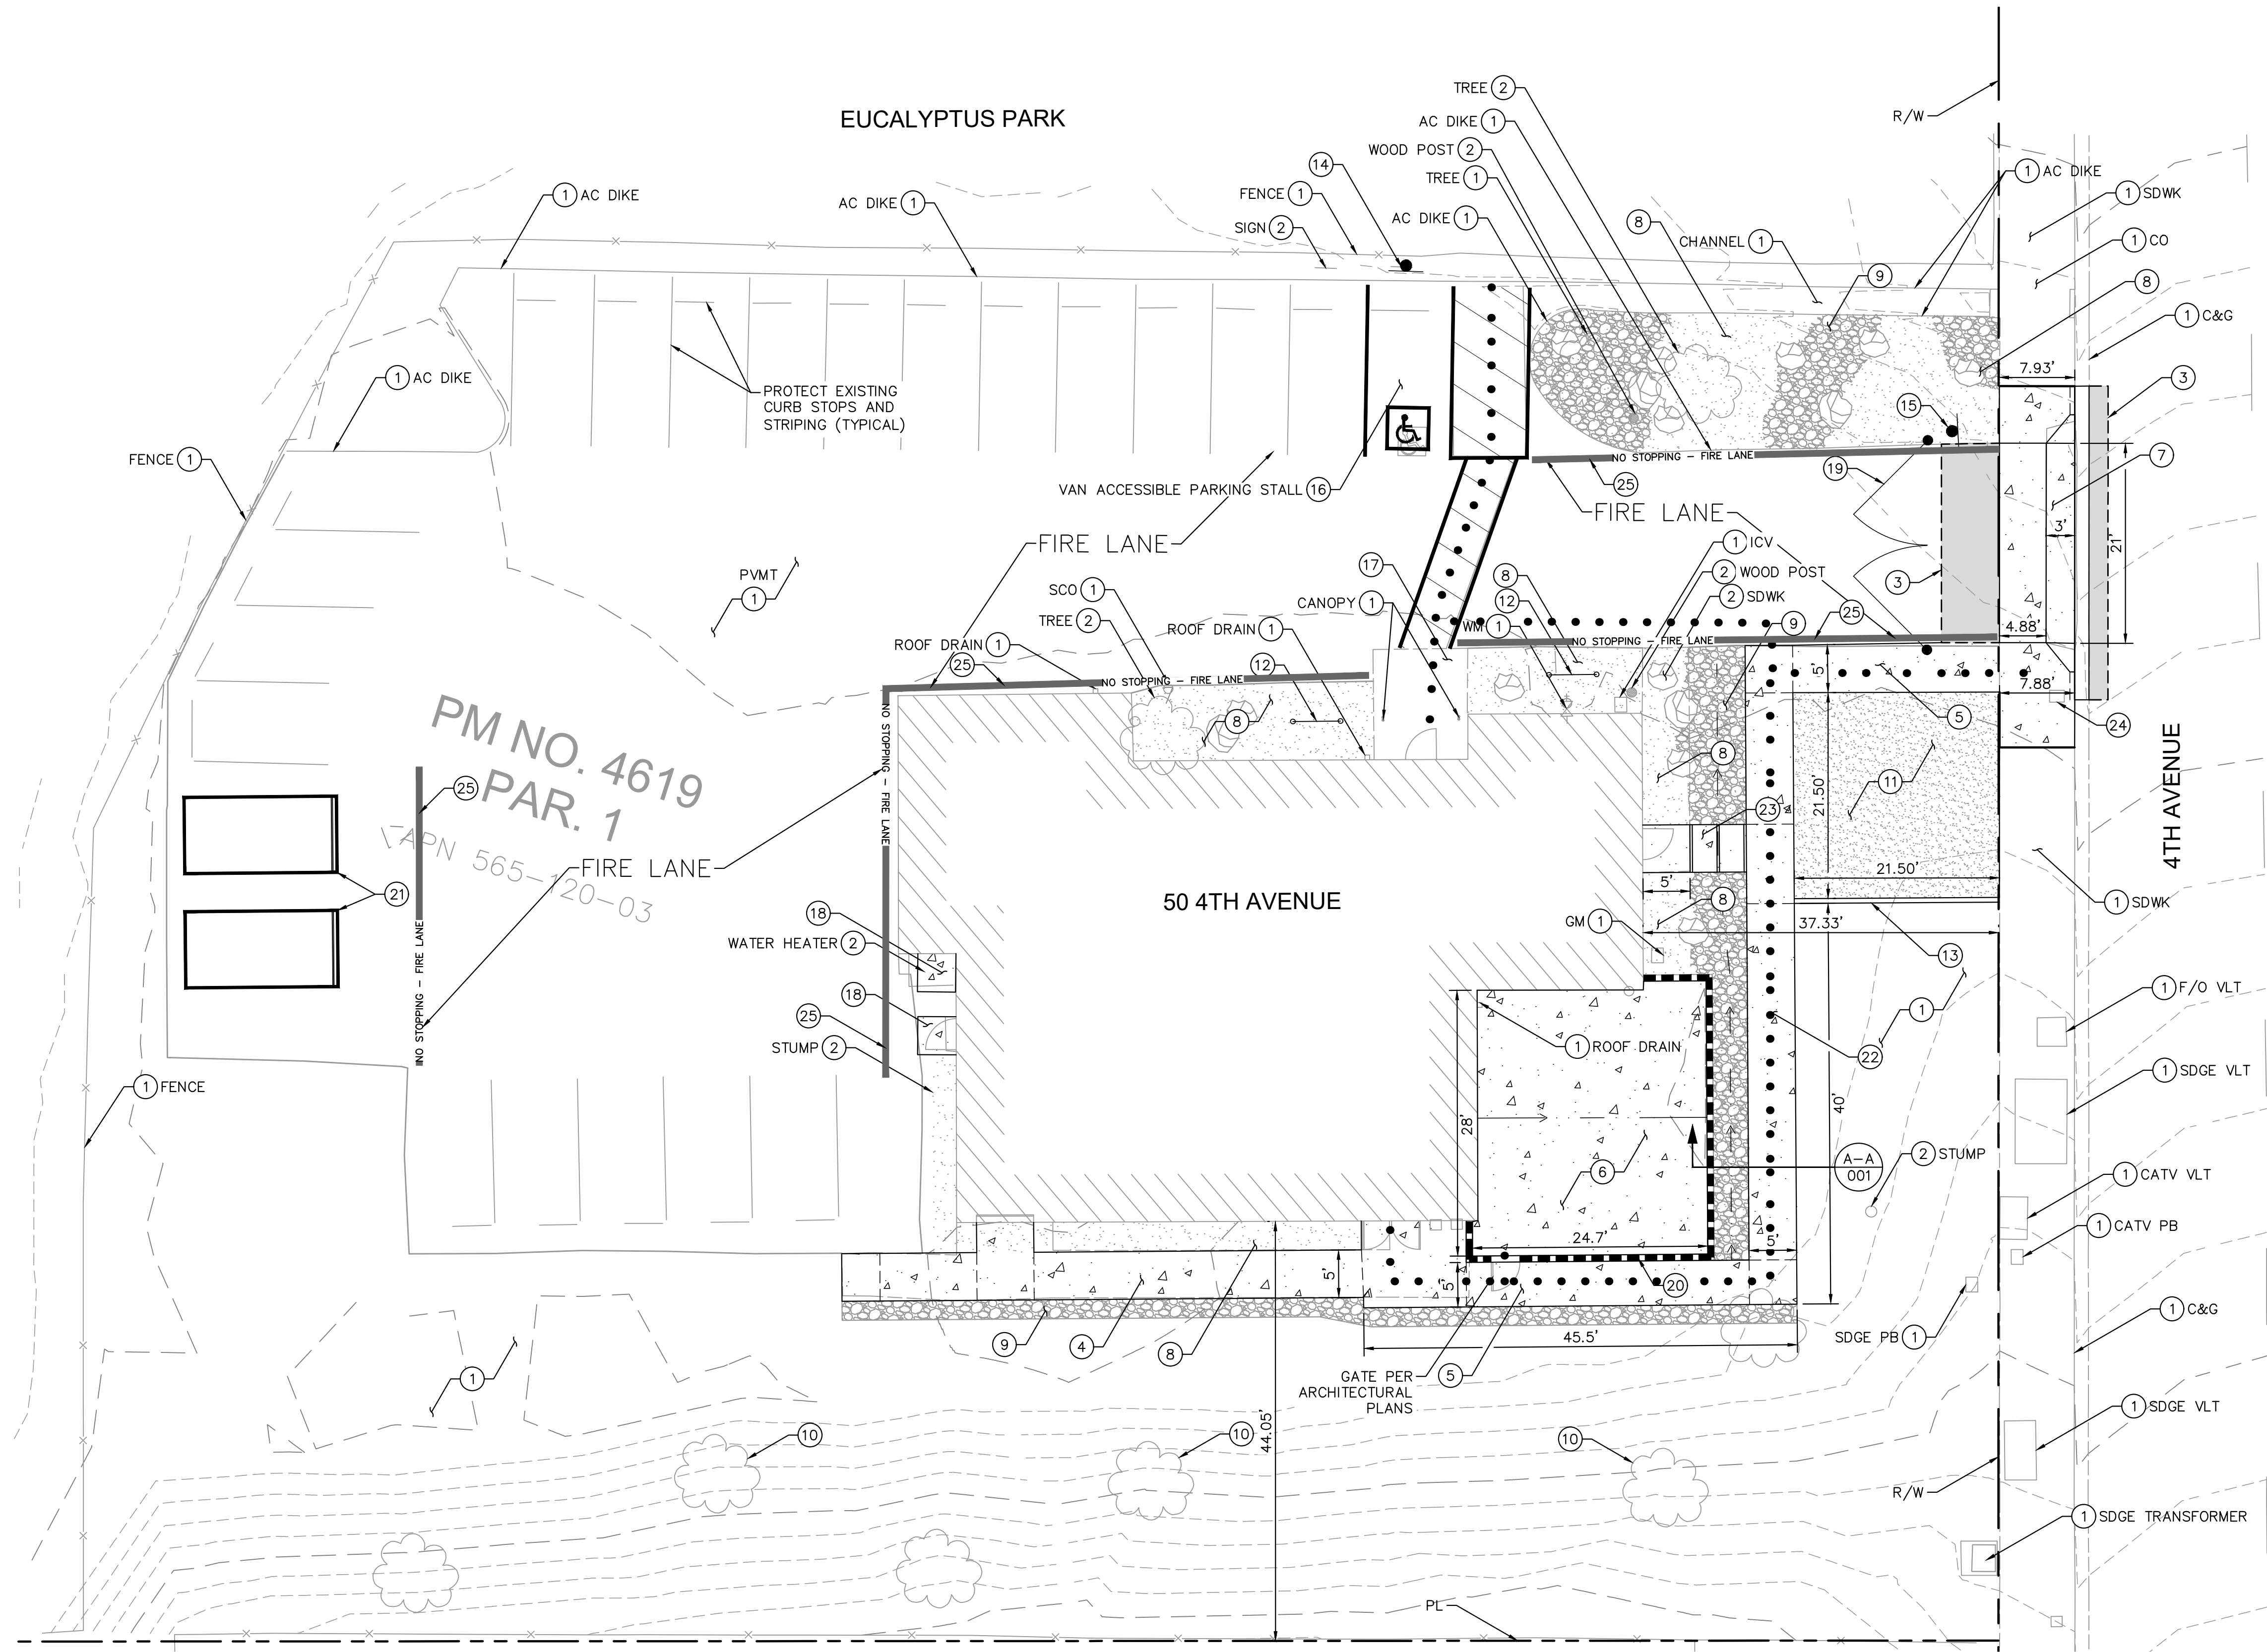 EUCALYPTUS PARK
R/W
TREE 2
AC DIKE 1
WOOD POST 2
TREE 1
AC DIKE 1
14
FENCE 1
SIGN 2
8
CHANNEL 1
9
1 AC DIKE
1 SDWK
1 CO
8
1 C&G
1 AC DIKE
AC DIKE 1
1 AC DIKE
PROTECT EXISTING
CURB STOPS AND
STRIPING (TYPICAL)
FENCE 1
7.93'
3
15
7
19
NO STOPPING - FIRE LANE
25
VAN ACCESSIBLE PARKING STALL 16
FIRE LANE
FIRE LANE
3'
21'
1 ICV
2 WOOD POST
2 SDWK
3
17
8
12
CANOPY 1
WM 1
9
25
4.88'
PVMT
1
SCO 1
TREE 2
ROOF DRAIN 1
ROOF DRAIN 1
25
12
NO STOPPING - FIRE LANE
NO STOPPING - FIRE LANE
5'
7.88'
5
24
8
PM NO. 4619
PAR. 1
APN 565-120-03
25
NO STOPPING - FIRE LANE
4TH AVENUE
8
11
21.50'
23
21.50'
FIRE LANE
21
50 4TH AVENUE
5'
8
1 SDWK
18
GM 1
37.33'
WATER HEATER 2
13
NO STOPPING - FIRE LANE
18
1 F/O VLT
25
1
STUMP 2
1 ROOF DRAIN
22
1 SDGE VLT
1 FENCE
28'
40'
A-A
001
2 STUMP
6
1 CATV VLT
1 CATV PB
24.7'
5'
5'
5'
20
1 C&G
SDGE PB 1
9
4
8
45.5'
GATE PER
ARCHITECTURAL
PLANS
5
1
44.05'
1 SDGE VLT
10
10
10
R/W
1 SDGE TRANSFORMER
PL